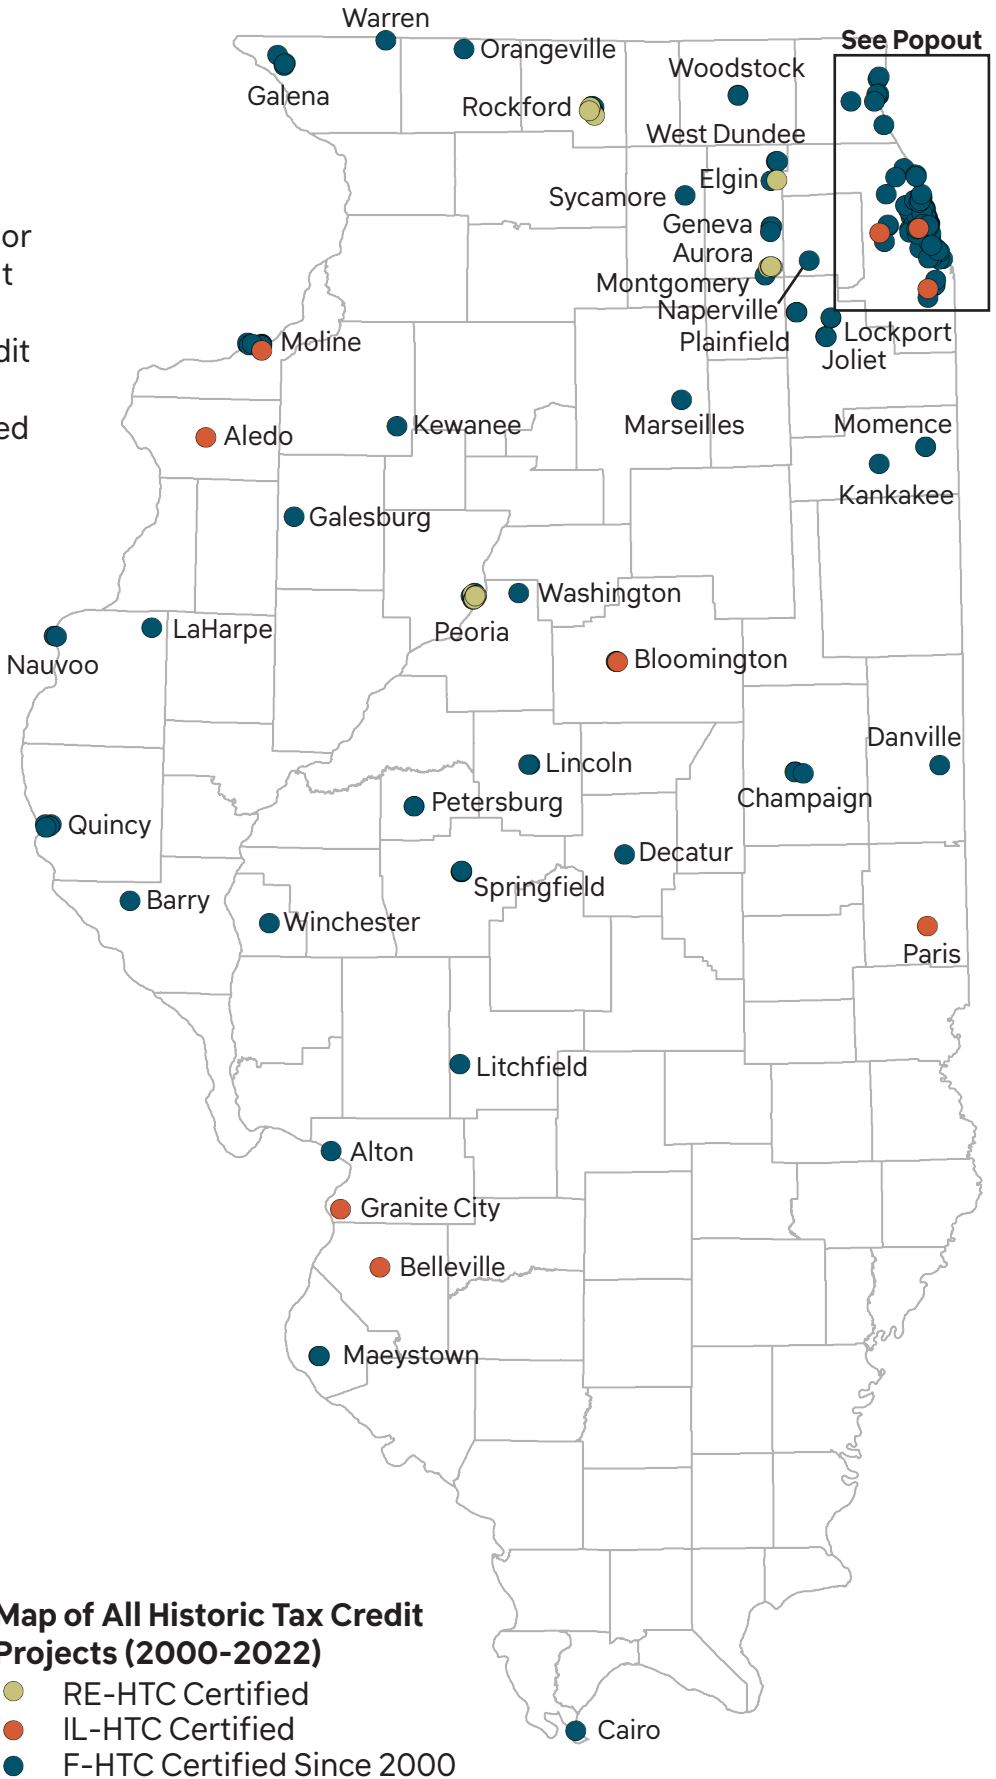 Warren
See Popout
Orangeville
Woodstock
Galena
Rockford
West Dundee
Elgin
Sycamore
Geneva
or
Aurora
t
Montgomery
Naperville
Lockport
Plainfield
Moline
dit
Joliet
Momence
Marseilles
Kewanee
ed
Aledo
Kankakee
Galesburg
Washington
LaHarpe
Peoria
Nauvoo
Bloomington
Danville
Lincoln
Champaign
Petersburg
Quincy
Decatur
Springfield
Barry
Winchester
Paris
Litchfield
Alton
Granite City
Belleville
Maeystown
Map of All Historic Tax Credit
Projects (2000-2022)
RE-HTC Certified
IL-HTC Certified
Cairo
F-HTC Certified Since 2000